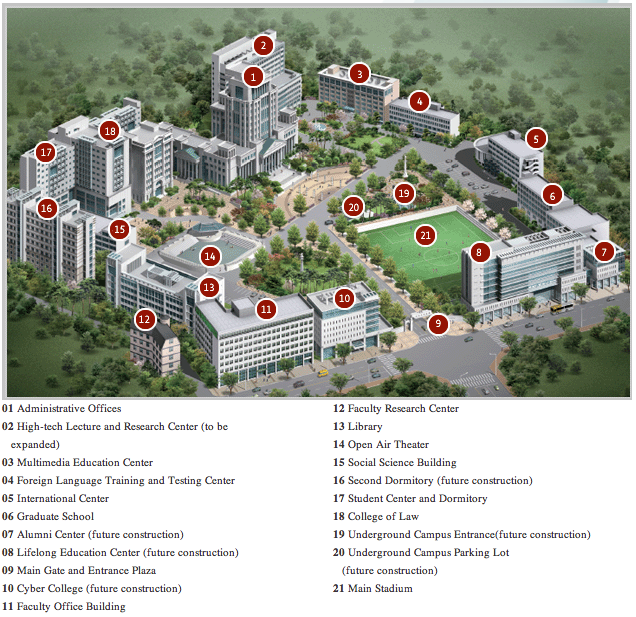 2
1
3
4
5
18
17
6
19
16
20
15
21
8
7
14
13
10
11
12
9
01 Administrative Offices
02 High-tech Lecture and Research Center (to be
expanded)
03 Multimedia Education Center
04 Foreign Language Training and Testing Center
05 International Center
06 Graduate School
07 Alumni Center (future construction)
08 Lifelong Education Center (future construction)
09 Main Gate and Entrance Plaza
10 Cyber College (future construction)
11 Faculty Office Building
12 Faculty Research Center
13 Library
14 Open Air Theater
15 Social Science Building
16 Second Dormitory (future construction)
17 Student Center and Dormitory
18 College of Law
19 Underground Campus Entrance(future construction)
20 Underground Campus Parking Lot
(future construction)
21 Main Stadium